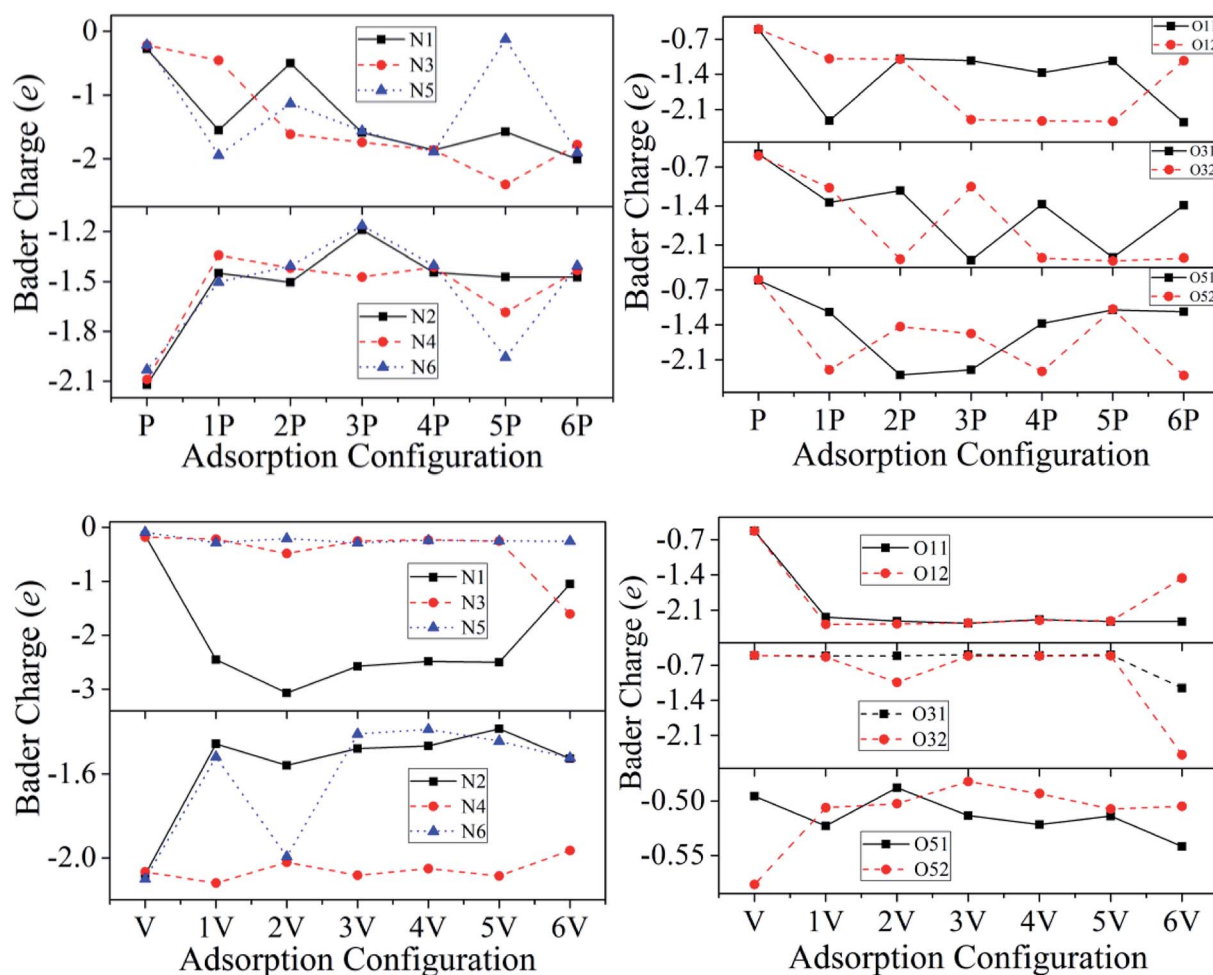 Bader Charge (e)
0
-1
-2
N1
N3
N5
-1.2
-1.5
-1.8
-2.1
N2
N4
N6
P 1P 2P 3P 4P 5P 6P
Adsorption Configuration
Bader Charge (e)
-0.7
-1.4
-2.1
O11
O12
-0.7
-1.4
-2.1
O31
O32
-0.7
-1.4
-2.1
O51
O52
P 1P 2P 3P 4P 5P 6P
Adsorption Configuration
Bader Charge (e)
0
-1
-2
-3
N1
N3
N5
-1.6
-2.0
N2
N4
N6
V 1V 2V 3V 4V 5V 6V
Adsorption Configuration
Bader Charge (e)
-0.7
-1.4
-2.1
O11
O12
-0.7
-1.4
-2.1
O31
O32
-0.50
-0.55
O51
O52
V 1V 2V 3V 4V 5V 6V
Adsorption Configuration